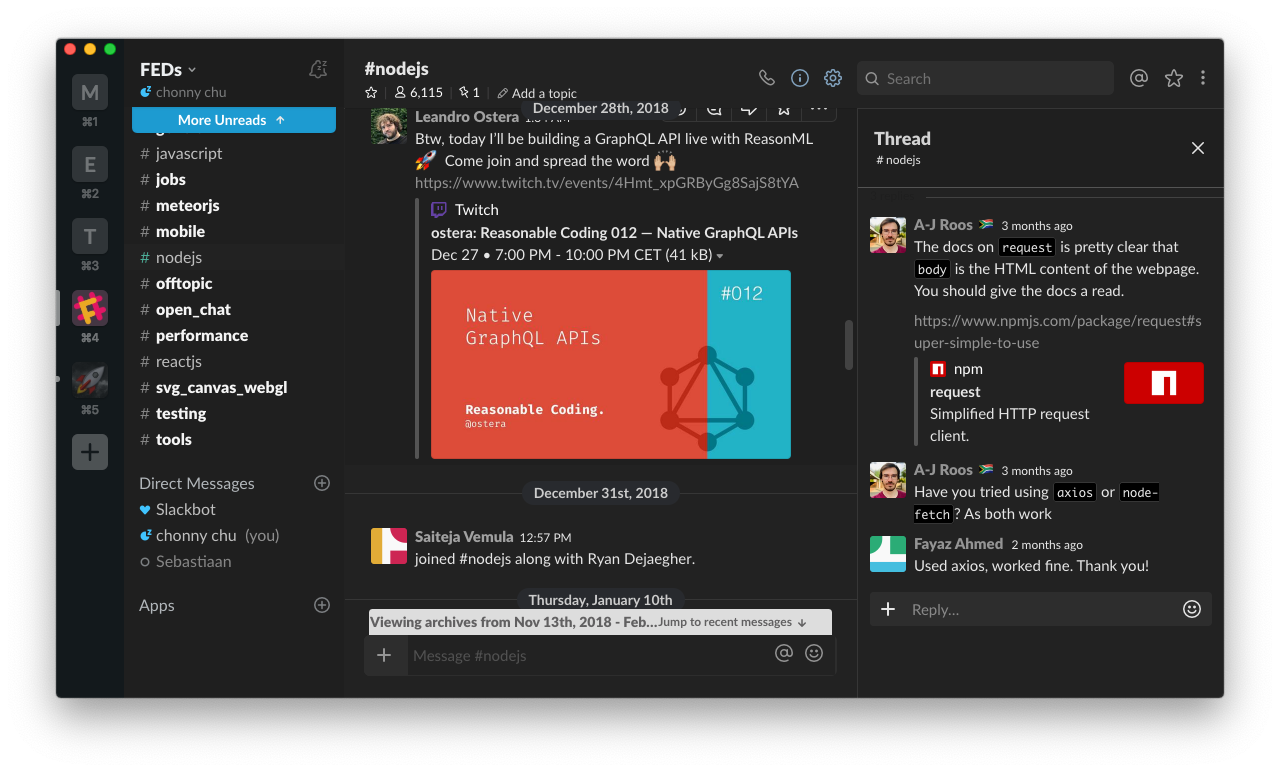 M
⌘1
E
⌘2
T
⌘3
⌘4
⌘5
FEDs
chonny chu
More Unreads ↑
# javascript
# jobs
# meteorjs
# mobile
# nodejs
# offtopic
# open_chat
# performance
# reactjs
# svg_canvas_webgl
# testing
# tools
Direct Messages
Slackbot
chonny chu (you)
Sebastiaan
Apps
#nodejs
6,115 | 1 | Add a topic
Search
December 28th, 2018
Leandro Ostera
Btw, today I'll be building a GraphQL API live with ReasonML
🚀 Come join and spread the word 🙌🏼
https://www.twitch.tv/events/4Hmt_xpGRByGg8SajS8tYA
Twitch
ostera: Reasonable Coding 012 — Native GraphQL APIs
Dec 27 • 7:00 PM - 10:00 PM CET (41 kB)
#012
Native
GraphQL APIs
Reasonable Coding.
@ostera
December 31st, 2018
Saiteja Vemula 12:57 PM
joined #nodejs along with Ryan Dejaegher.
Thursday, January 10th
Viewing archives from Nov 13th, 2018 - Feb... Jump to recent messages ↓
Message #nodejs
Thread
# nodejs
A-J Roos 🇿🇦 3 months ago
The docs on request is pretty clear that
body is the HTML content of the webpage.
You should give the docs a read.
https://www.npmjs.com/package/request#s
uper-simple-to-use
npm
request
Simplified HTTP request
client.
A-J Roos 🇿🇦 3 months ago
Have you tried using axios or node-
fetch? As both work
Fayaz Ahmed 2 months ago
Used axios, worked fine. Thank you!
Reply...